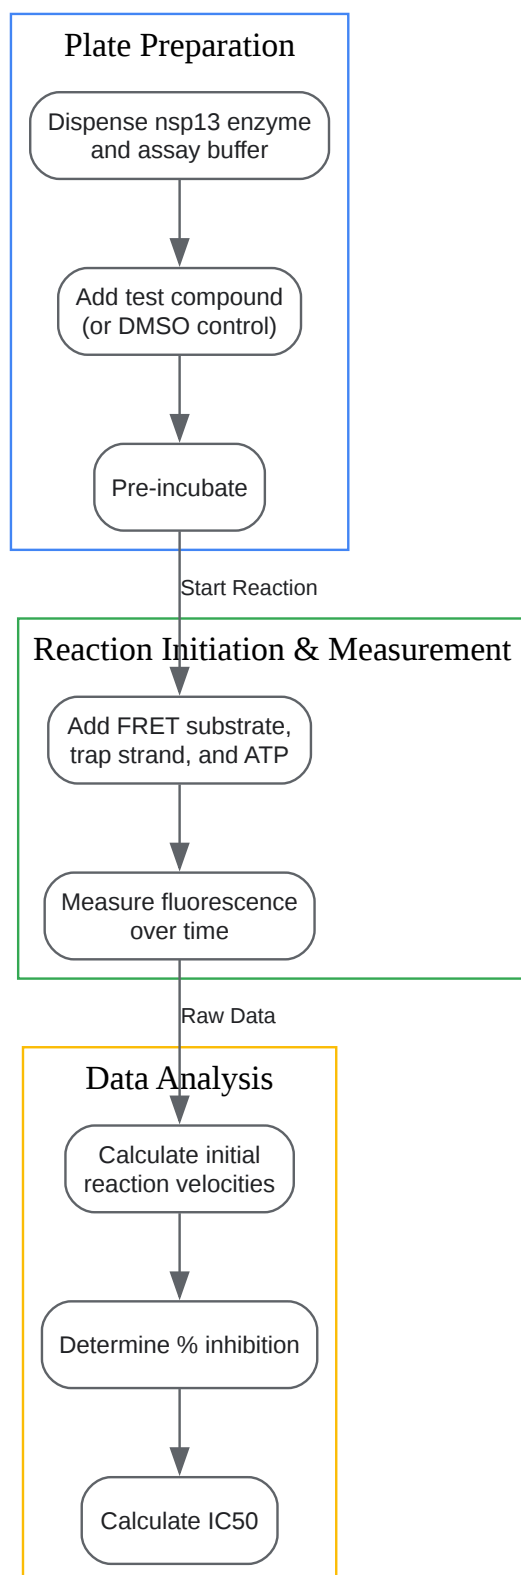 Plate Preparation
Dispense nsp13 enzyme
and assay buffer
Add test compound
(or DMSO control)
Pre-incubate
Start Reaction
Reaction Initiation & Measurement
Add FRET substrate,
trap strand, and ATP
Measure fluorescence
over time
Raw Data
Data Analysis
Calculate initial
reaction velocities
Determine % inhibition
Calculate IC50